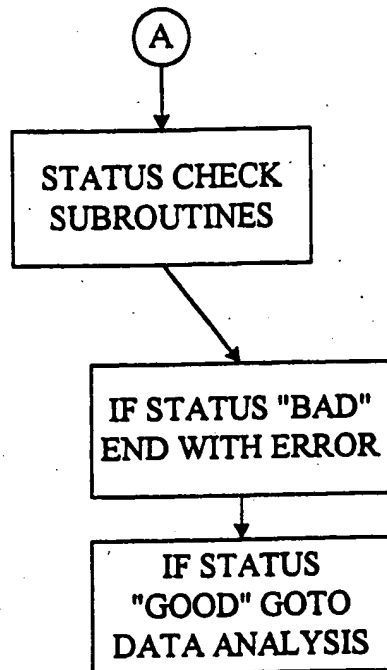 A
STATUS CHECK
SUBROUTINES
IF STATUS "BAD"
END WITH ERROR
IF STATUS
"GOOD" GOTO
DATA ANALYSIS